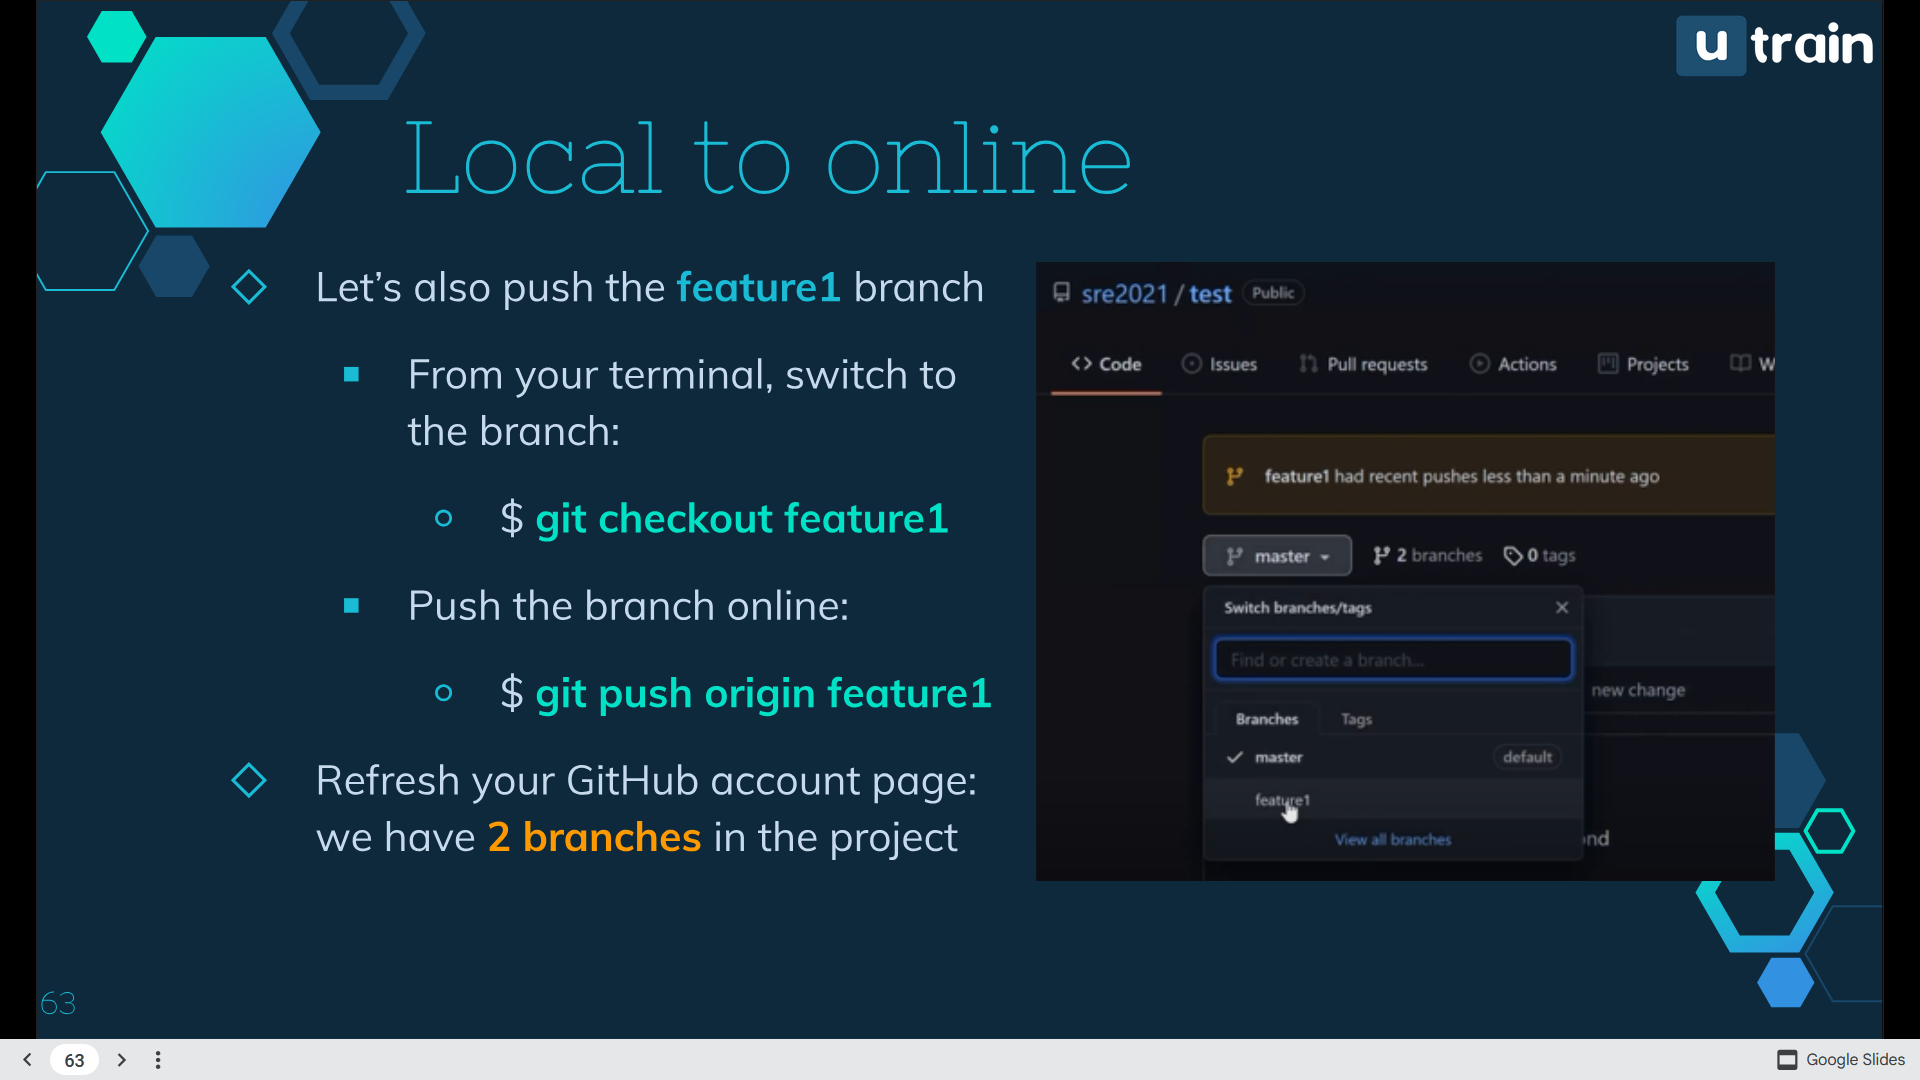 u train
Local to online
Let’s also push the feature1 branch
From your terminal, switch to
the branch:
$ git checkout feature1
Push the branch online:
$ git push origin feature1
Refresh your GitHub account page:
we have 2 branches in the project
sre2021 / test Public
Code Issues Pull requests Actions Projects W
feature1 had recent pushes less than a minute ago
master 2 branches 0 tags
Switch branches/tags
Find or create a branch...
new change
Branches Tags
master default
feature1
View all branches
nd
63
63
Google Slides